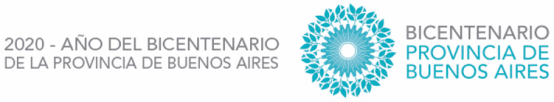 2020 - AÑO DEL BICENTENARIO
DE LA PROVINCIA DE BUENOS AIRES
BICENTENARIO
PROVINCIA DE
BUENOS AIRES